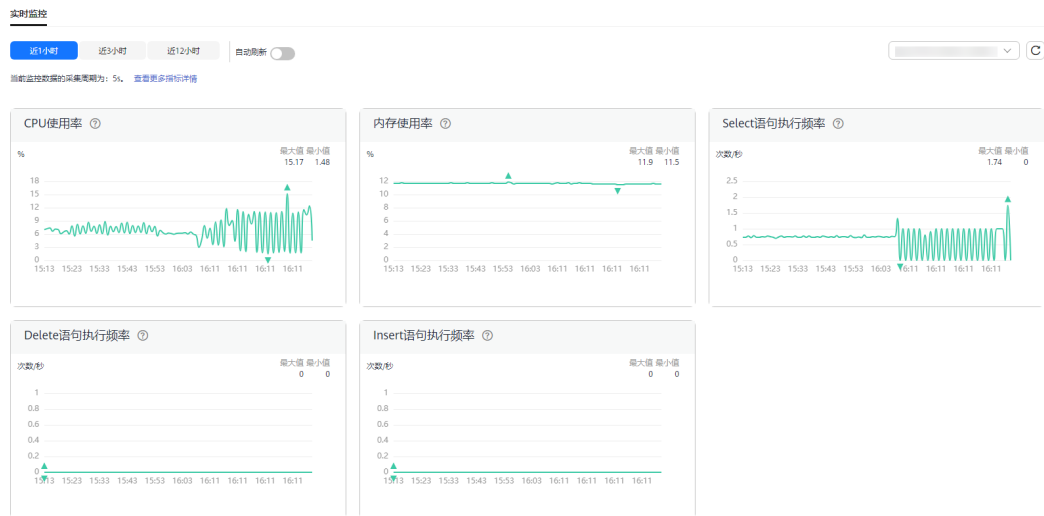 实时监控
近1小时 近3小时 近12小时 自动刷新
当前监控数据的采集周期为：5s。 查看更多指标详情
CPU使用率
%
最大值 最小值
15.17 1.48
18
15
12
9
6
3
0
15:13 15:23 15:33 15:43 15:53 16:03 16:11 16:11 16:11 16:11
内存使用率
%
最大值 最小值
11.9 11.5
12
10
8
6
4
2
0
15:13 15:23 15:33 15:43 15:53 16:03 16:11 16:11 16:11 16:11
Select语句执行频率
次数/秒
最大值 最小值
1.74 0
2.5
2
1.5
1
0.5
0
15:13 15:23 15:33 15:43 15:53 16:03 16:11 16:11 16:11 16:11
Delete语句执行频率
次数/秒
最大值 最小值
0 0
1
0.8
0.6
0.4
0.2
0
15:13 15:23 15:33 15:43 15:53 16:03 16:11 16:11 16:11 16:11
Insert语句执行频率
次数/秒
最大值 最小值
0 0
1
0.8
0.6
0.4
0.2
0
15:13 15:23 15:33 15:43 15:53 16:03 16:11 16:11 16:11 16:11